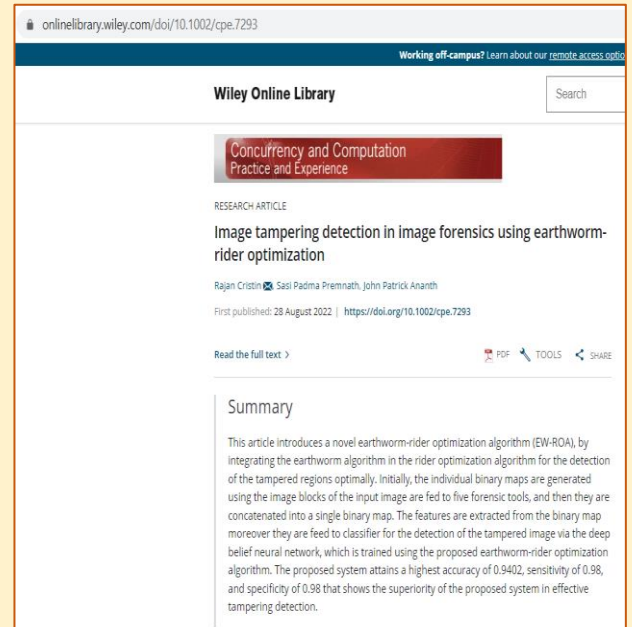 onlinelibrary.wiley.com/doi/10.1002/cpe.7293
Working off-campus? Learn about our remote access optio
Wiley Online Library
Search
Concurrency and Computation
Practice and Experience
RESEARCH ARTICLE
Image tampering detection in image forensics using earthworm-
rider optimization
Rajan Cristin, Sasi Padma Premnath, John Patrick Ananth
First published: 28 August 2022 | https://doi.org/10.1002/cpe.7293
Read the full text >
PDF TOOLS SHARE
Summary
This article introduces a novel earthworm-rider optimization algorithm (EW-ROA), by
integrating the earthworm algorithm in the rider optimization algorithm for the detection
of the tampered regions optimally. Initially, the individual binary maps are generated
using the image blocks of the input image are fed to five forensic tools, and then they are
concatenated into a single binary map. The features are extracted from the binary map
moreover they are feed to classifier for the detection of the tampered image via the deep
belief neural network, which is trained using the proposed earthworm-rider optimization
algorithm. The proposed system attains a highest accuracy of 0.9402, sensitivity of 0.98,
and specificity of 0.98 that shows the superiority of the proposed system in effective
tampering detection.